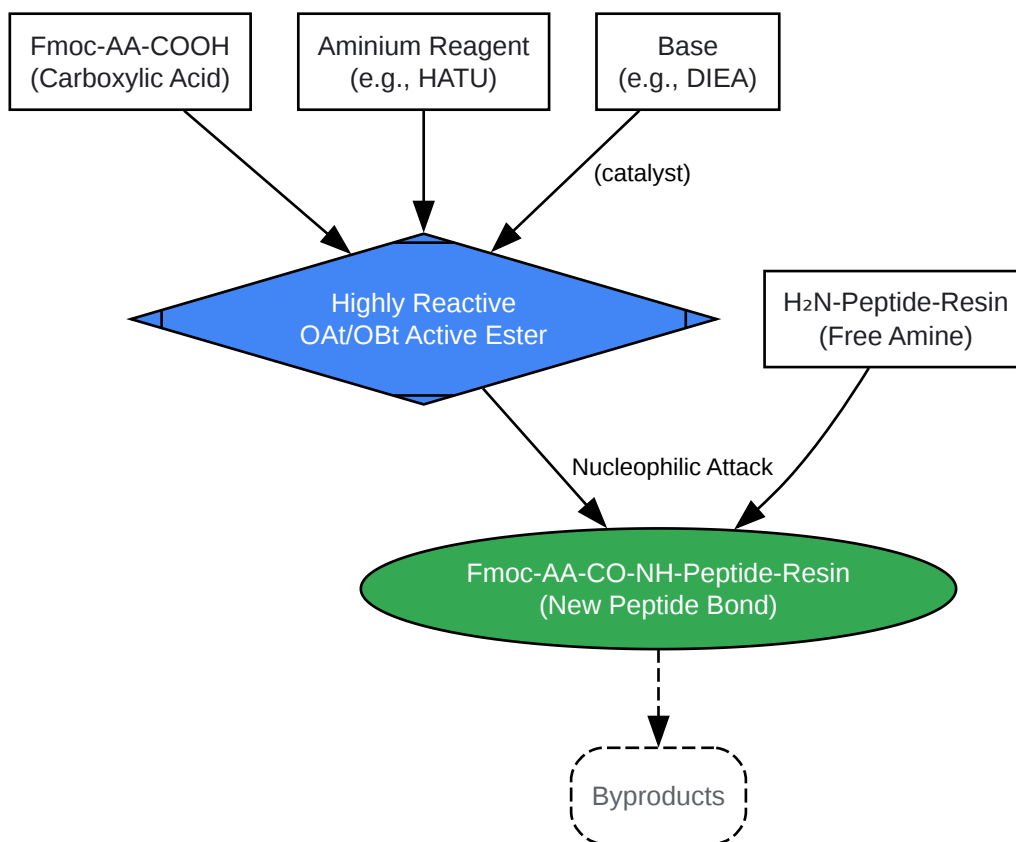 Fmoc-AA-COOH
(Carboxylic Acid)
Aminium Reagent
(e.g., HATU)
Base
(e.g., DIEA)
(catalyst)
Highly Reactive
OAt/OBt Active Ester
H₂N-Peptide-Resin
(Free Amine)
Nucleophilic Attack
Fmoc-AA-CO-NH-Peptide-Resin
(New Peptide Bond)
Byproducts